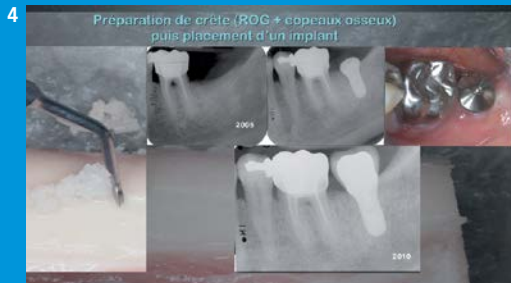 4
Préparation de crête (ROG + copeaux osseux)
puis placement d'un implant
2005
2010